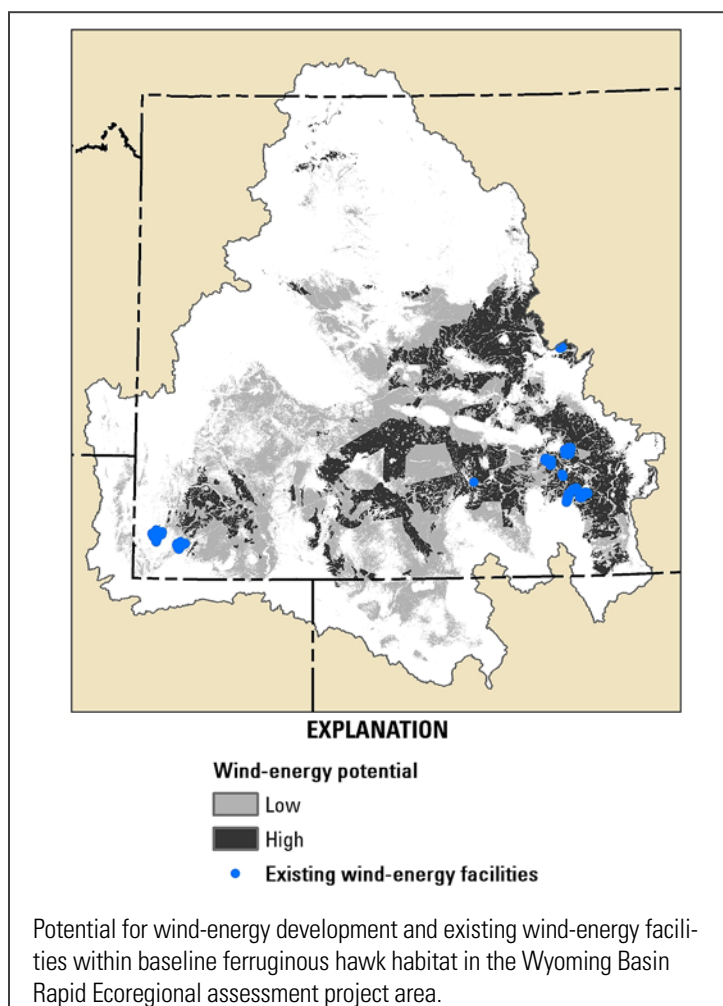 EXPLANATION
Wind-energy potential
Low
High
Existing wind-energy facilities
Potential for wind-energy development and existing wind-energy facili-
ties within baseline ferruginous hawk habitat in the Wyoming Basin
Rapid Ecoregional assessment project area.